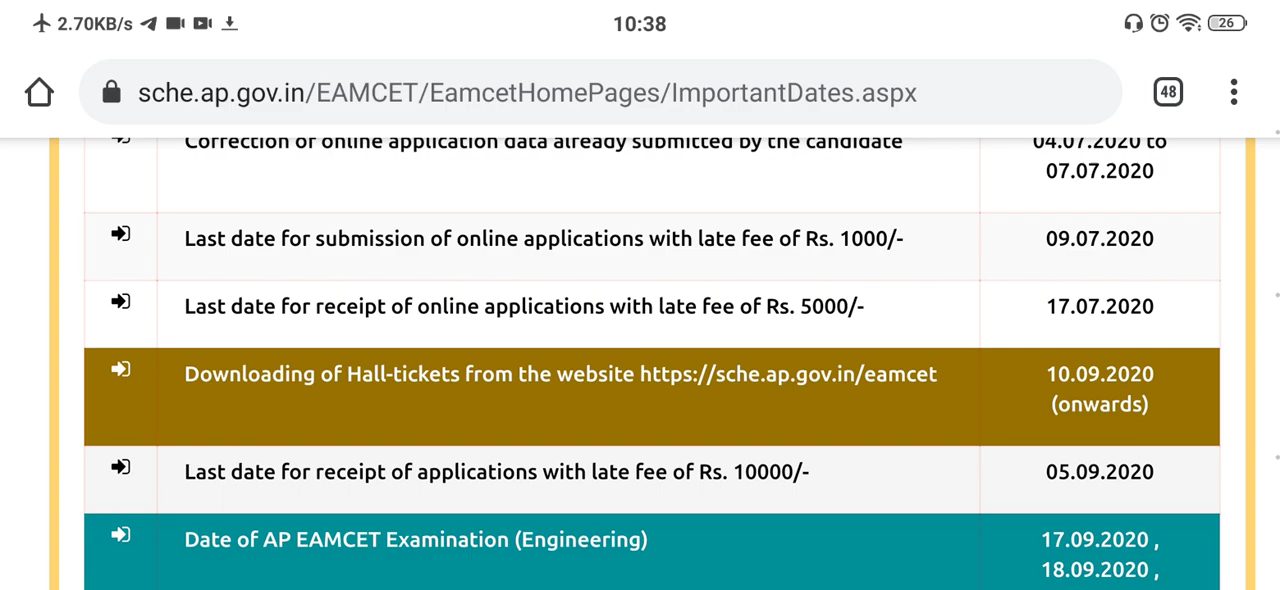 2.70KB/s
10:38
26
sche.ap.gov.in/EAMCET/EamcetHomePages/ImportantDates.aspx
48
Correction of online application data already submitted by the candidate
04.07.2020 to
07.07.2020
Last date for submission of online applications with late fee of Rs. 1000/-
09.07.2020
Last date for receipt of online applications with late fee of Rs. 5000/-
17.07.2020
Downloading of Hall-tickets from the website https://sche.ap.gov.in/eamcet
10.09.2020
(onwards)
Last date for receipt of applications with late fee of Rs. 10000/-
05.09.2020
Date of AP EAMCET Examination (Engineering)
17.09.2020 ,
18.09.2020 ,